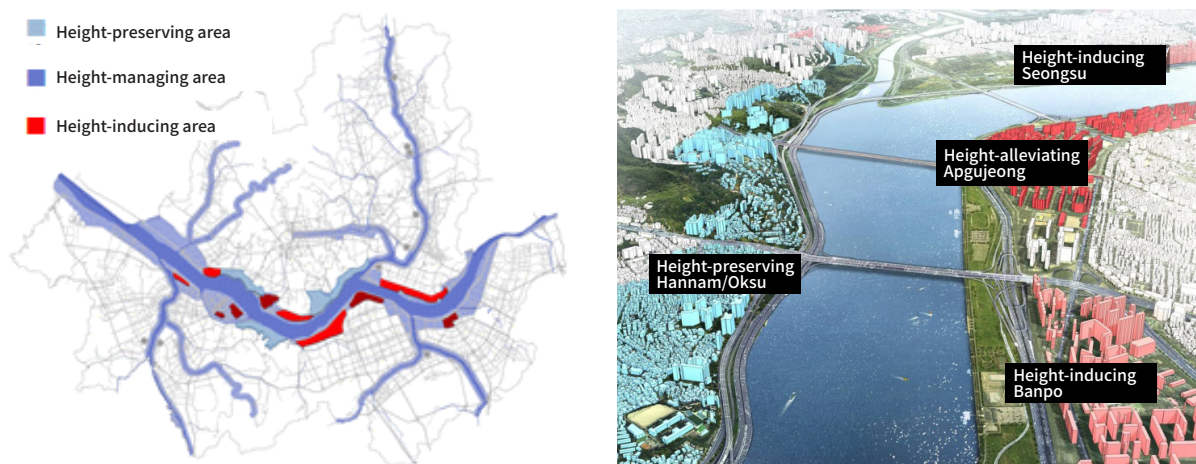 Height-preserving area
Height-managing area
Height-inducing area
Height-inducing
Seongsu
Height-alleviating
Apgujeong
Height-preserving
Hannam/Oksu
Height-inducing
Banpo